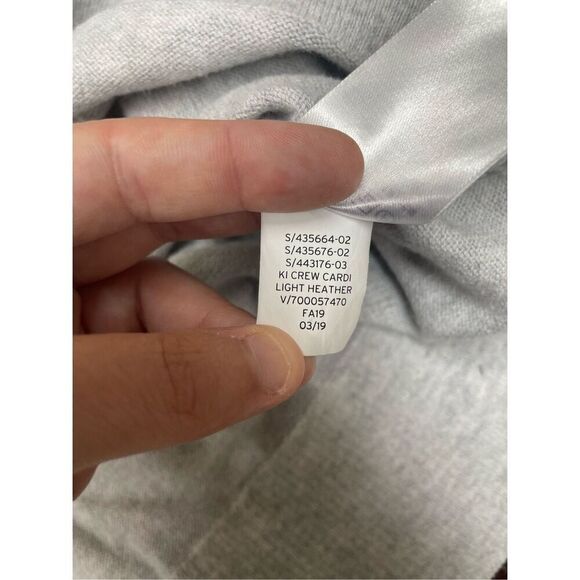 S/435664-02
S/435676-02
S/443176-03
KI CREW CARDI
LIGHT HEATHER
V/700057470
FA19
03/19